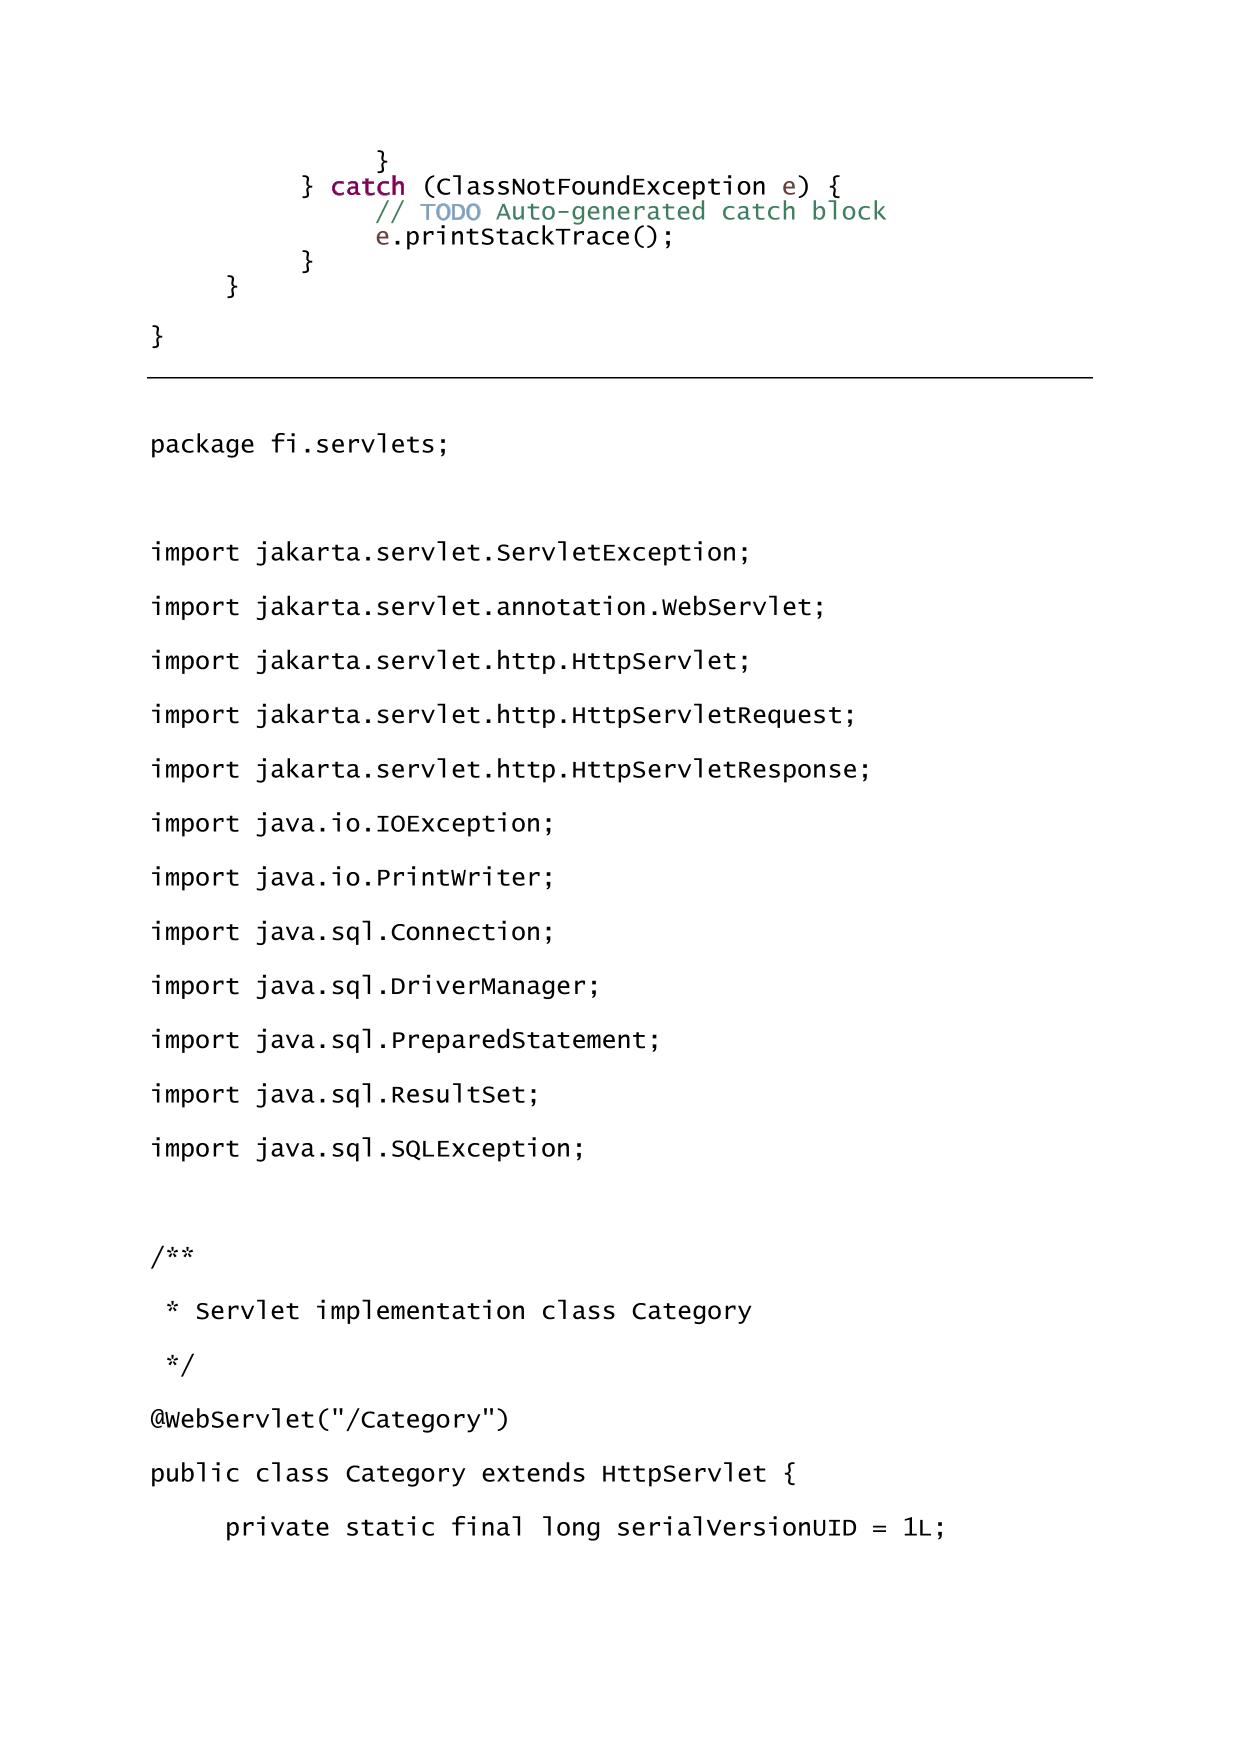 }
} catch (ClassNotFoundException e) {
// TODO Auto-generated catch block
e.printStackTrace();
}
}
}
package fi.servlets;
import jakarta.servlet.ServletException;
import jakarta.servlet.annotation.WebServlet;
import jakarta.servlet.http.HttpServlet;
import jakarta.servlet.http.HttpServletRequest;
import jakarta.servlet.http.HttpServletResponse;
import java.io.IOException;
import java.io.PrintWriter;
import java.sql.Connection;
import java.sql.DriverManager;
import java.sql.PreparedStatement;
import java.sql.ResultSet;
import java.sql.SQLException;
/**
 * Servlet implementation class Category
 */
@WebServlet("/Category")
public class Category extends HttpServlet {
private static final long serialVersionUID = 1L;